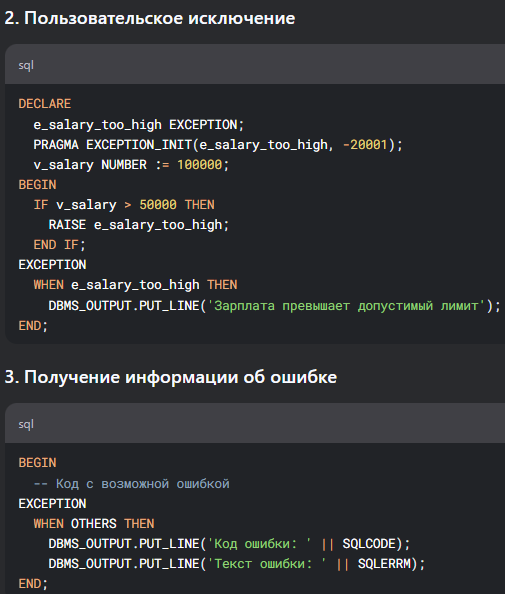 2. Пользовательское исключение
sql
DECLARE
  e_salary_too_high EXCEPTION;
  PRAGMA EXCEPTION_INIT(e_salary_too_high, -20001);
  v_salary NUMBER := 100000;
BEGIN
  IF v_salary > 50000 THEN
    RAISE e_salary_too_high;
  END IF;
EXCEPTION
  WHEN e_salary_too_high THEN
    DBMS_OUTPUT.PUT_LINE('Зарплата превышает допустимый лимит');
END;
3. Получение информации об ошибке
sql
BEGIN
  -- Код с возможной ошибкой
EXCEPTION
  WHEN OTHERS THEN
    DBMS_OUTPUT.PUT_LINE('Код ошибки: ' || SQLCODE);
    DBMS_OUTPUT.PUT_LINE('Текст ошибки: ' || SQLERRM);
END;